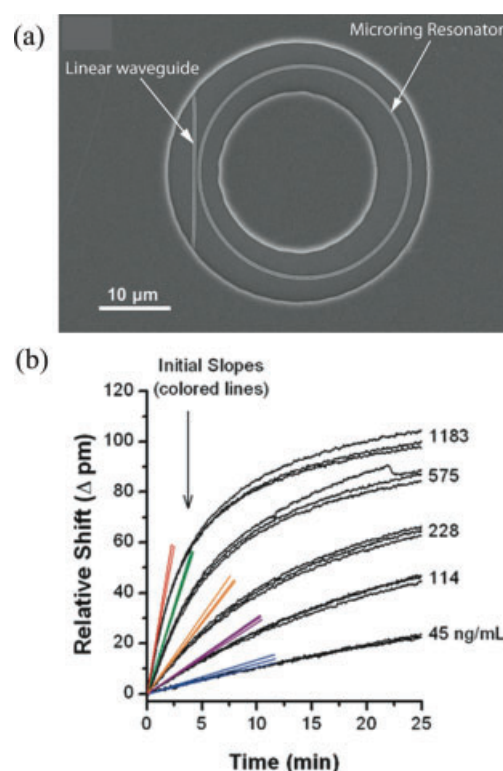 (a)
Microring Resonator
Linear waveguide
10 µm
(b)
Initial Slopes
(colored lines)
120
100
80
60
40
20
0
Relative Shift (Δ pm)
1183
575
228
114
45 ng/mL
0
5
10
15
20
25
Time (min)